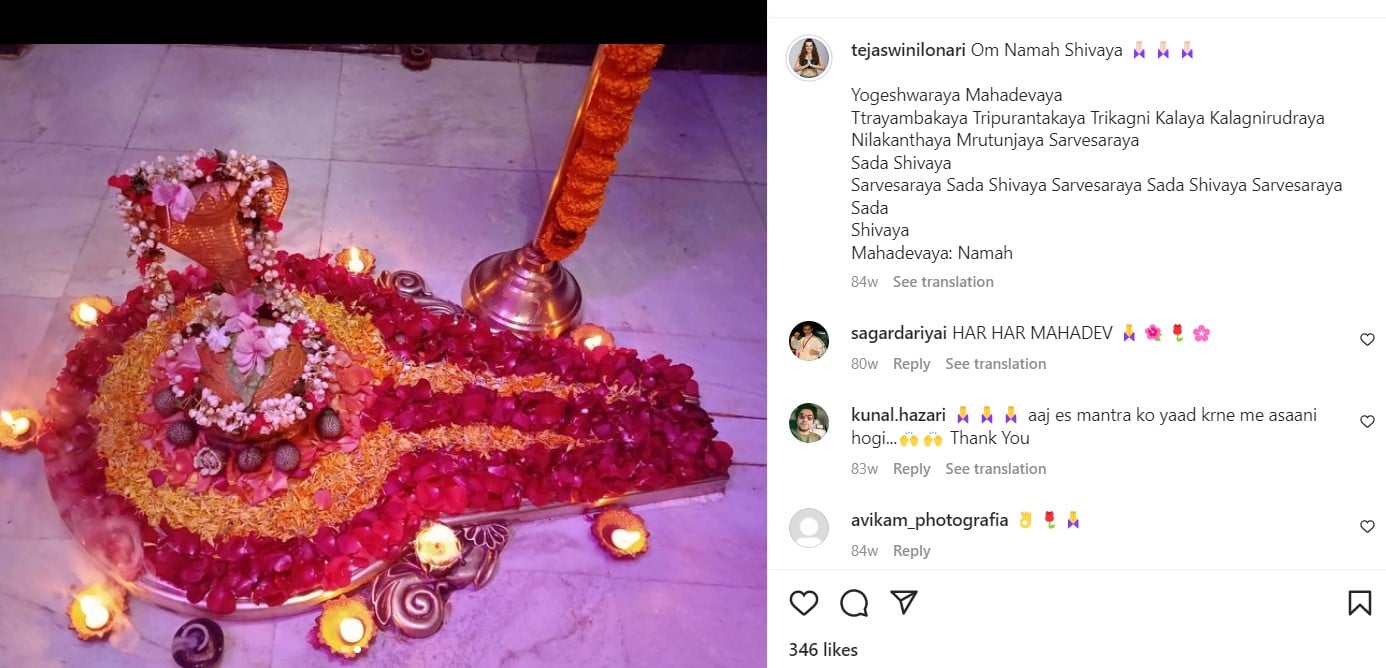 tejaswinilonari Om Namah Shivaya 🙏🏻 🙏🏻 🙏🏻
Yogeshwaraya Mahadevaya
Ttrayambakaya Tripurantakaya Trikagni Kalaya Kalagnirudraya
Nilakanthaya Mrutunjaya Sarvesaraya
Sada Shivaya
Sarvesaraya Sada Shivaya Sarvesaraya Sada Shivaya Sarvesaraya
Sada
Shivaya
Mahadevaya: Namah
84w See translation
sagardariyai HAR HAR MAHADEV 🙏 🌺 🌹 🌸
80w Reply See translation
kunal.hazari 🙏 🙏 🙏 aaj es mantra ko yaad krne me asaani
hogi...🙌 🙌 Thank You
83w Reply See translation
avikam_photografia 👌 🌹 🙏
84w Reply
346 likes